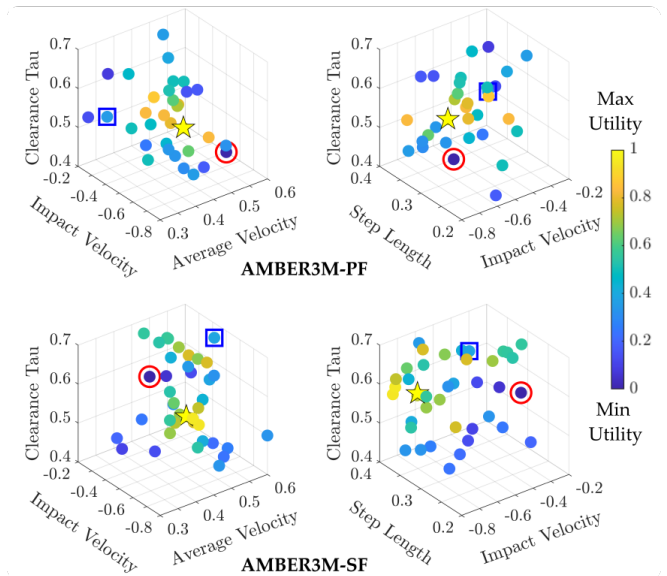 0.7
0.6
0.5
0.4
Clearance Tau
-0.2
-0.4
-0.6
-0.8
Impact Velocity
0.3
0.4
0.5
0.6
Average Velocity
0.7
0.6
0.5
0.4
Clearance Tau
0.4
0.3
0.2
Step Length
-0.8
-0.6
-0.4
-0.2
Impact Velocity
AMBER3M-PF
Max
Utility
1
0.8
0.6
0.4
0.2
0
Min
Utility
0.7
0.6
0.5
0.4
Clearance Tau
-0.2
-0.4
-0.6
-0.8
Impact Velocity
0.3
0.4
0.5
0.6
Average Velocity
0.7
0.6
0.5
0.4
Clearance Tau
0.4
0.3
0.2
Step Length
-0.8
-0.6
-0.4
-0.2
Impact Velocity
AMBER3M-SF